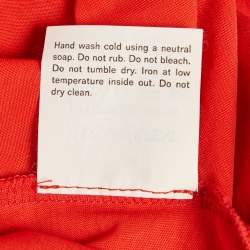 Hand wash cold using a neutral
soap. Do not rub. Do not bleach.
Do not tumble dry. Iron at low
temperature inside out. Do not
dry clean.